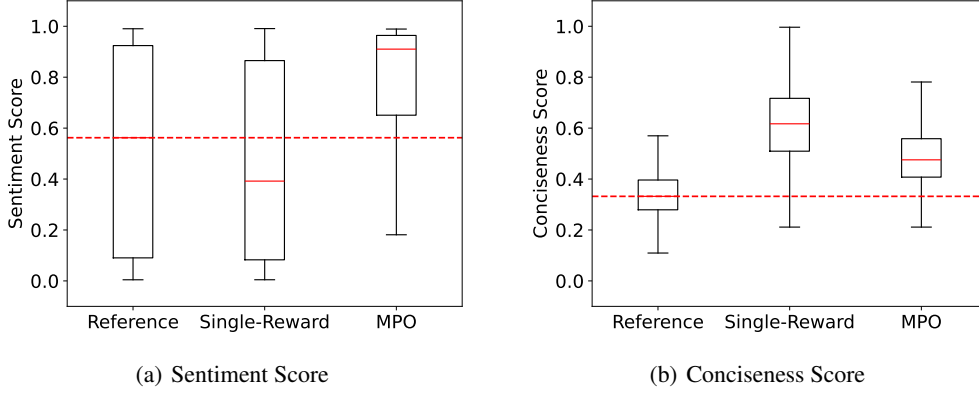 Sentiment Score
1.0
0.8
0.6
0.4
0.2
0.0
Reference Single-Reward MPO
(a) Sentiment Score
Conciseness Score
1.0
0.8
0.6
0.4
0.2
0.0
Reference Single-Reward MPO
(b) Conciseness Score